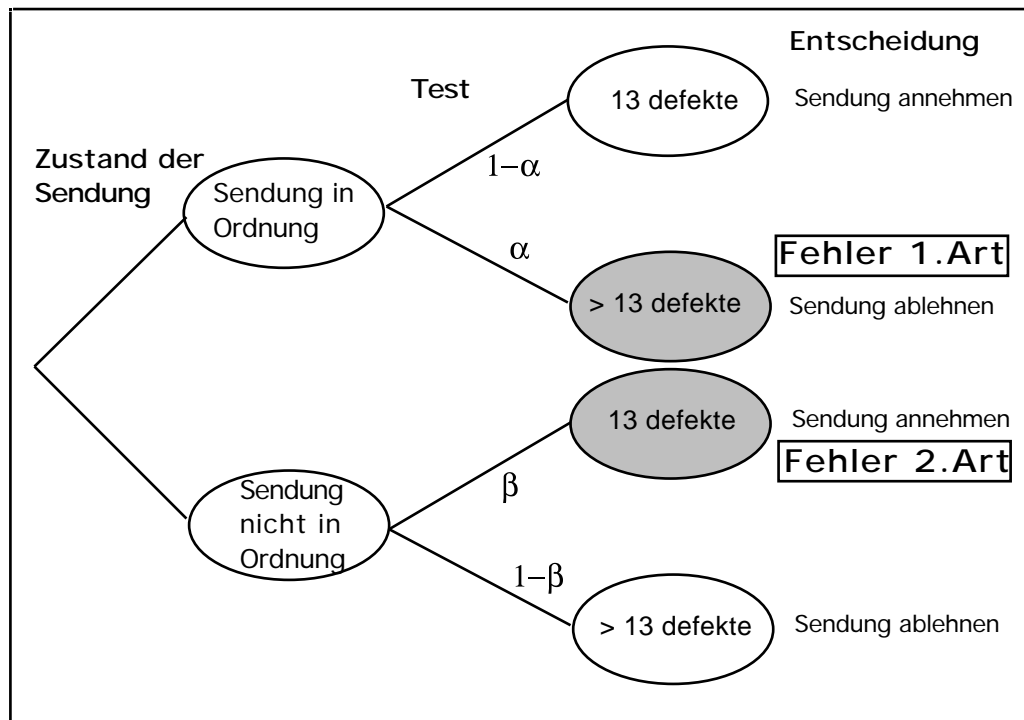 Entscheidung
Test
13 defekte
Sendung annehmen
Zustand der
Sendung
1−α
Sendung in
Ordnung
α
Fehler 1.Art
> 13 defekte
Sendung ablehnen
13 defekte
Sendung annehmen
Fehler 2.Art
Sendung
nicht in
Ordnung
β
1−β
> 13 defekte
Sendung ablehnen